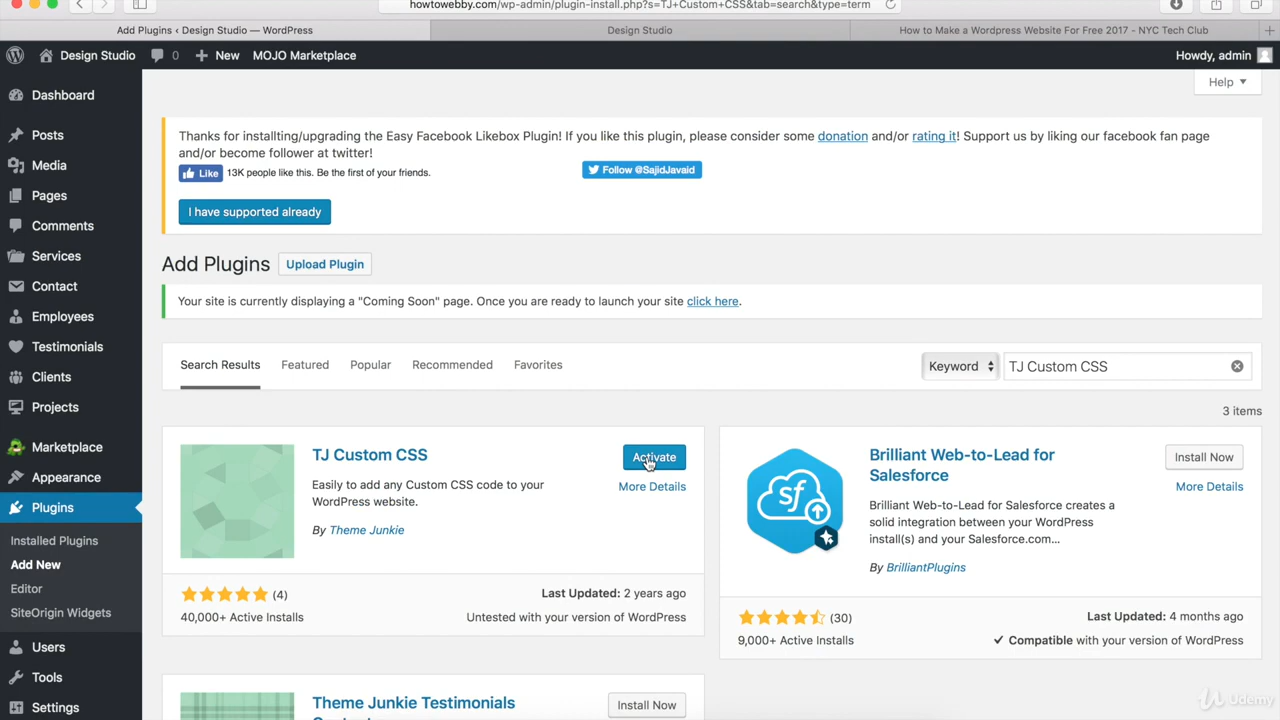 howtowebby.com/wp-admin/plugin-install.php?s=TJ+Custom+CSS&tab=search&type=term
Add Plugins ‹ Design Studio — WordPress
Design Studio
How to Make a Wordpress Website For Free 2017 - NYC Tech Club
Design Studio
0
New
MOJO Marketplace
Howdy, admin
Help
Dashboard
Posts
Media
Pages
Comments
Services
Contact
Employees
Testimonials
Clients
Projects
Marketplace
Appearance
Plugins
Installed Plugins
Add New
Editor
SiteOrigin Widgets
Users
Tools
Settings
Thanks for installting/upgrading the Easy Facebook Likebox Plugin! If you like this plugin, please consider some donation and/or rating it! Support us by liking our facebook fan page
and/or become follower at twitter!
Like
13K people like this. Be the first of your friends.
Follow @SajidJavaid
I have supported already
Add Plugins
Upload Plugin
Your site is currently displaying a "Coming Soon" page. Once you are ready to launch your site click here.
Search Results
Featured
Popular
Recommended
Favorites
Keyword
TJ Custom CSS
3 items
TJ Custom CSS
Activate
More Details
Easily to add any Custom CSS code to your
WordPress website.
By Theme Junkie
(4)
40,000+ Active Installs
Last Updated: 2 years ago
Untested with your version of WordPress
Brilliant Web-to-Lead for
Salesforce
Install Now
More Details
sf
Brilliant Web-to-Lead for Salesforce creates a
solid integration between your WordPress
install(s) and your Salesforce.com...
By BrilliantPlugins
(30)
9,000+ Active Installs
Last Updated: 4 months ago
Compatible with your version of WordPress
Theme Junkie Testimonials
Install Now
Udemy